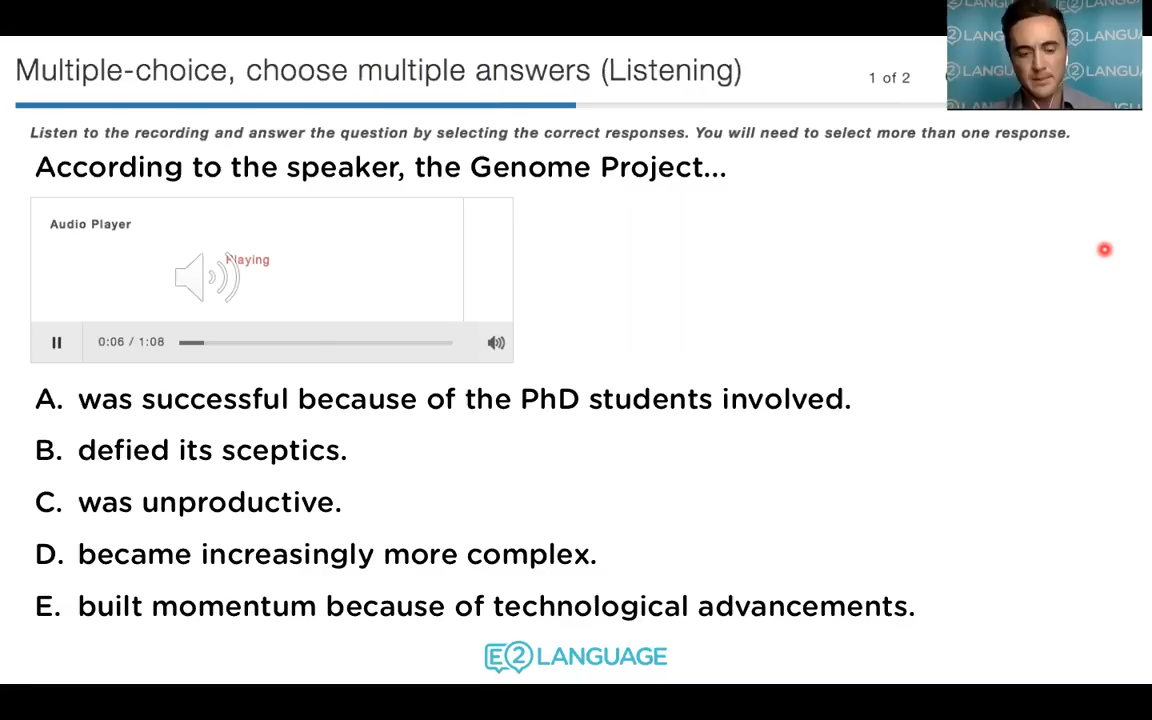 Multiple-choice, choose multiple answers (Listening)
1 of 2
Listen to the recording and answer the question by selecting the correct responses. You will need to select more than one response.
According to the speaker, the Genome Project...
Audio Player
Playing
0:06 / 1:08
A. was successful because of the PhD students involved.
B. defied its sceptics.
C. was unproductive.
D. became increasingly more complex.
E. built momentum because of technological advancements.
E2 LANGUAGE